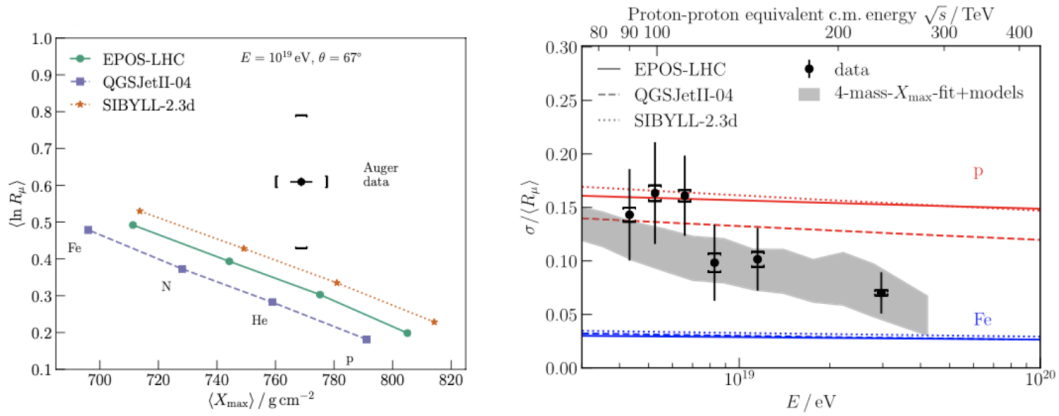 1.0
0.9
0.8
0.7
0.6
0.5
0.4
0.3
0.2
0.1
⟨ln R_μ⟩
E = 10¹⁹ eV, θ = 67°
EPOS-LHC
QGSJetII-04
SIBYLL-2.3d
Auger
data
Fe
N
He
p
700 720 740 760 780 800 820
⟨X_max⟩ / g cm⁻²
Proton-proton equivalent c.m. energy √s / TeV
80 90 100 200 300 400
0.30
0.25
0.20
0.15
0.10
0.05
0.00
σ/⟨R_μ⟩
EPOS-LHC
QGSJetII-04
SIBYLL-2.3d
data
4-mass-X_max-fit+models
p
Fe
10¹⁹ 10²⁰
E / eV